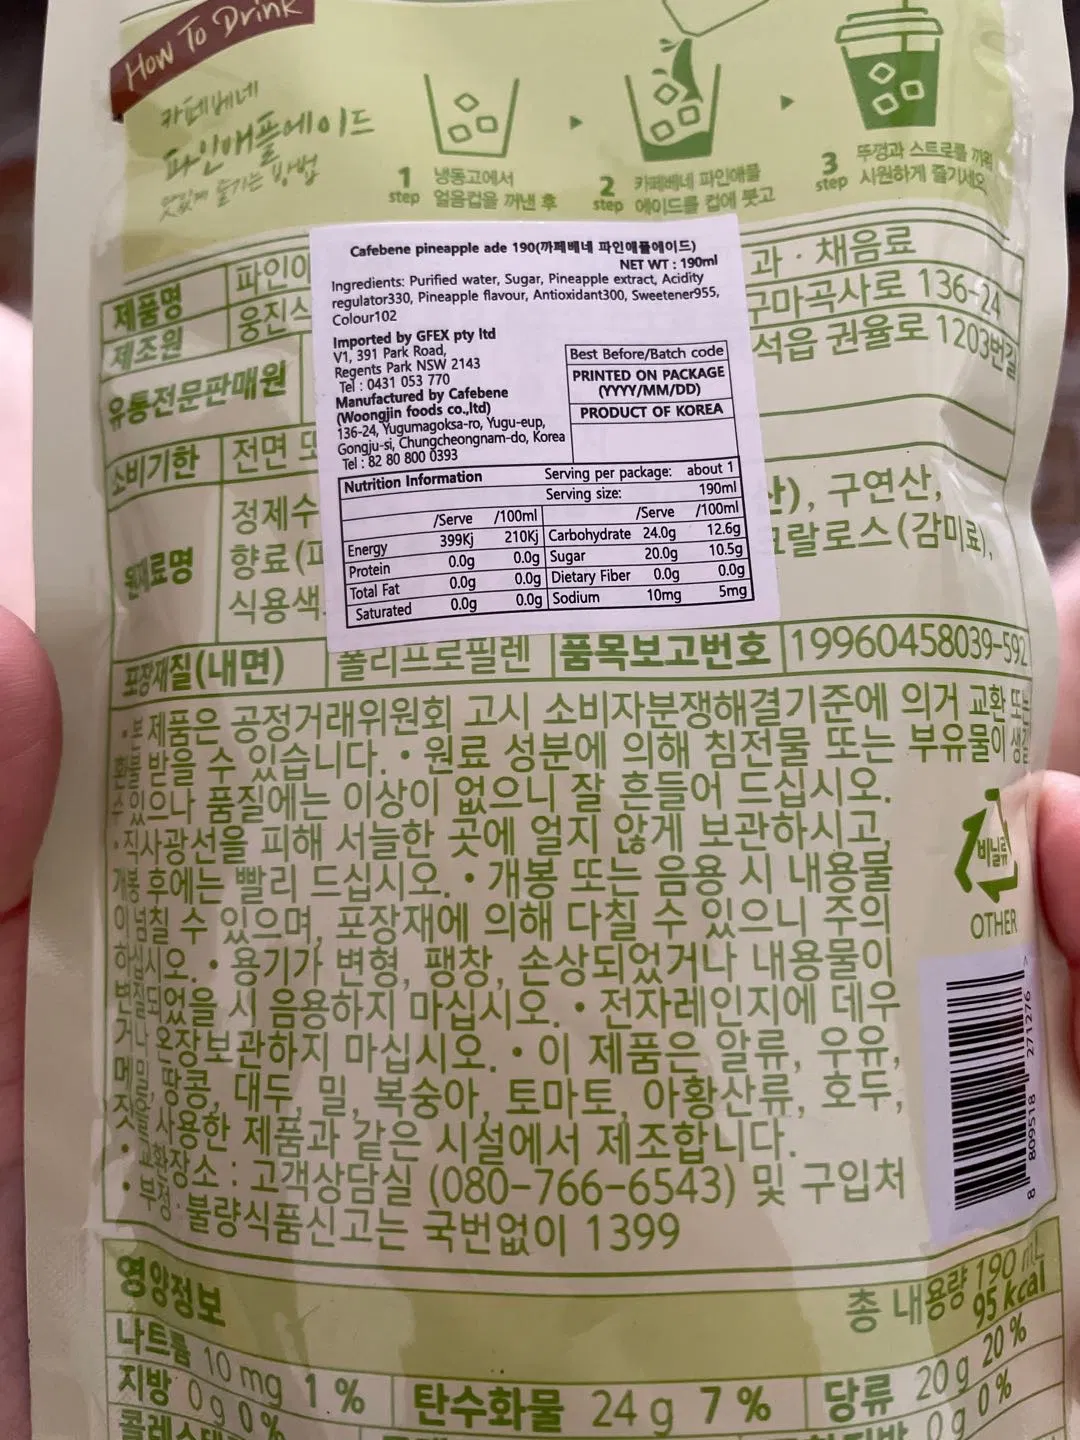 How To Drink
카페베네
파인애플에이드
맛있게 즐기는 방법
1 step 냉동고에서
얼음컵을 꺼낸 후
2 step 카페베네 파인애플
에이드를 컵에 붓고
3 step 뚜껑과 스트로를 끼워
시원하게 즐기세요
제품명 파인애
과·채음료
제조원 웅진식
구마곡사로 136-24
유통전문판매원
석읍 권율로 1203번길
소비기한 전면 또
원재료명 정제수
산), 구연산,
향료(파
크랄로스(감미료),
식용색
Cafebene pineapple ade 190(까페베네 파인애플에이드)
NET WT : 190ml
Ingredients: Purified water, Sugar, Pineapple extract, Acidity
regulator330, Pineapple flavour, Antioxidant300, Sweetener955,
Colour102
Imported by GFEX pty ltd
V1, 391 Park Road,
Regents Park NSW 2143
Tel : 0431 053 770
Manufactured by Cafebene
(Woongjin foods co.,ltd)
136-24, Yugumagoksa-ro, Yugu-eup,
Gongju-si, Chungcheongnam-do, Korea
Tel : 82 80 800 0393
Best Before/Batch code
PRINTED ON PACKAGE
(YYYY/MM/DD)
PRODUCT OF KOREA
Nutrition Information Serving per package: about 1
Serving size: 190ml
/Serve /100ml /Serve /100ml
Energy 399Kj 210Kj Carbohydrate 24.0g 12.6g
Protein 0.0g 0.0g Sugar 20.0g 10.5g
Total Fat 0.0g 0.0g Dietary Fiber 0.0g 0.0g
Saturated 0.0g 0.0g Sodium 10mg 5mg
포장재질(내면) 폴리프로필렌 품목보고번호 19960458039-592
•본 제품은 공정거래위원회 고시 소비자분쟁해결기준에 의거 교환 또는
환불 받을 수 있습니다. •원료 성분에 의해 침전물 또는 부유물이 생길
수 있으나 품질에는 이상이 없으니 잘 흔들어 드십시오.
•직사광선을 피해 서늘한 곳에 얼지 않게 보관하시고,
개봉 후에는 빨리 드십시오. •개봉 또는 음용 시 내용물
이 넘칠 수 있으며, 포장재에 의해 다칠 수 있으니 주의
하십시오. •용기가 변형, 팽창, 손상되었거나 내용물이
변질되었을 시 음용하지 마십시오. •전자레인지에 데우
거나 온장보관하지 마십시오. •이 제품은 알류, 우유,
메밀, 땅콩, 대두, 밀, 복숭아, 토마토, 아황산류, 호두,
잣을 사용한 제품과 같은 시설에서 제조합니다.
•교환장소 : 고객상담실 (080-766-6543) 및 구입처
•부정·불량식품신고는 국번없이 1399
비닐류
OTHER
8 809518 271276 >
영양정보
총 내용량 190 mL
95 kcal
나트륨 10 mg 1 % 탄수화물 24 g 7 % 당류 20 g 20 %
지방 0 g 0 %
0 g 0 %